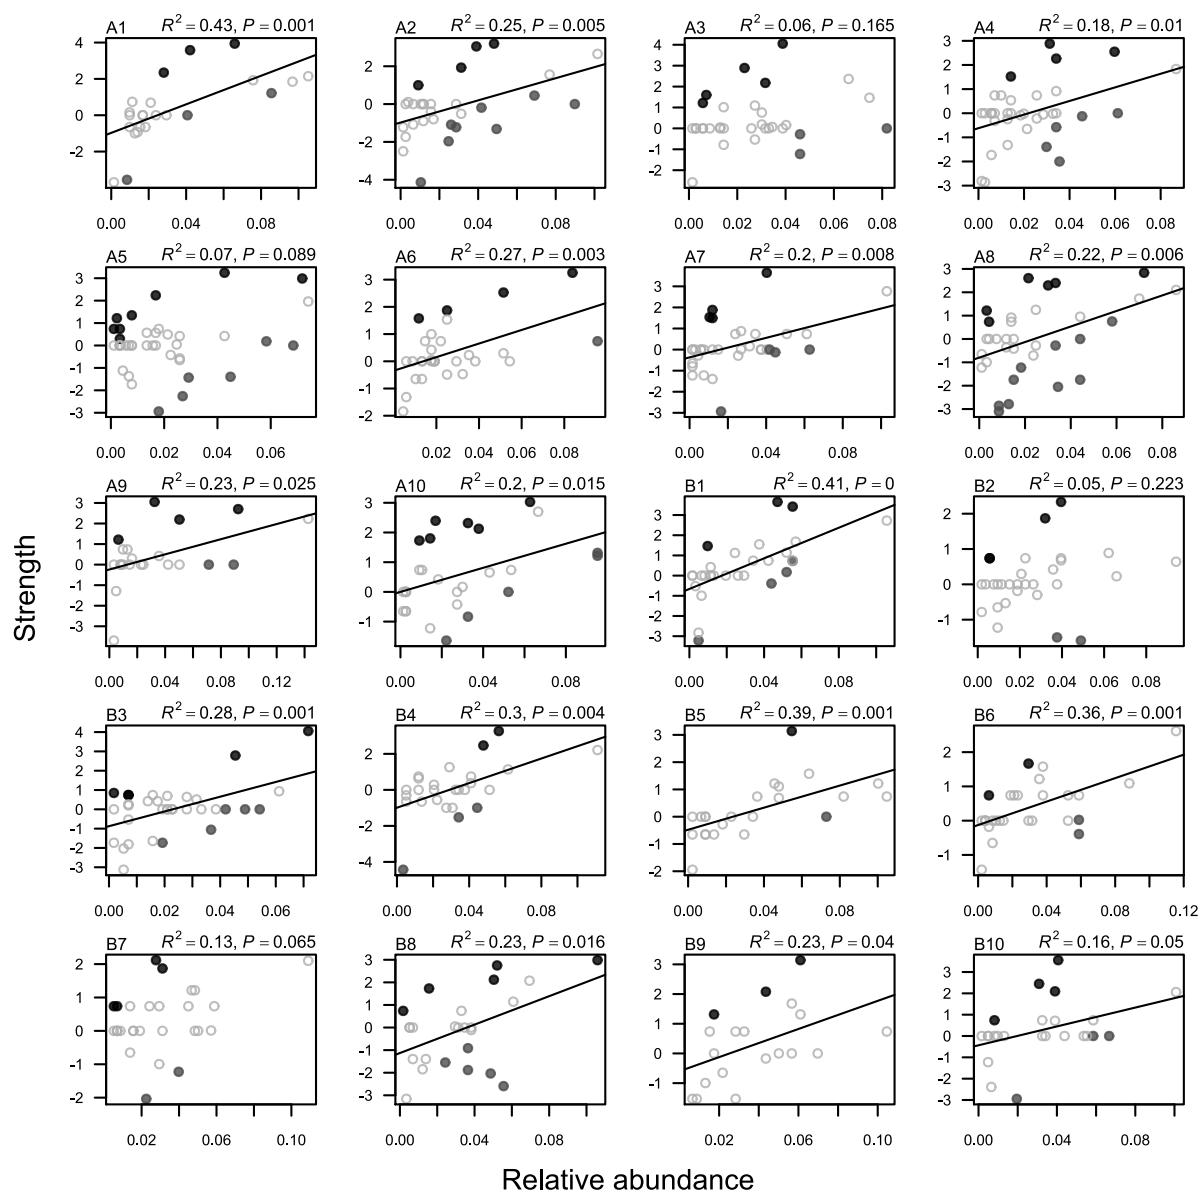 A1 R² = 0.43, P = 0.001
A2 R² = 0.25, P = 0.005
A3 R² = 0.06, P = 0.165
A4 R² = 0.18, P = 0.01
4 2 0 -2
2 0 -2 -4
4 3 2 1 0 -1 -2
3 2 1 0 -1 -2 -3
0.00 0.04 0.08
0.00 0.04 0.08
0.00 0.02 0.04 0.06 0.08
0.00 0.02 0.04 0.06 0.08
A5 R² = 0.07, P = 0.089
A6 R² = 0.27, P = 0.003
A7 R² = 0.2, P = 0.008
A8 R² = 0.22, P = 0.006
3 2 1 0 -1 -2 -3
3 2 1 0 -1 -2
3 2 1 0 -1 -2 -3
3 2 1 0 -1 -2 -3
0.00 0.02 0.04 0.06
0.02 0.04 0.06 0.08
0.00 0.04 0.08
0.00 0.02 0.04 0.06 0.08
A9 R² = 0.23, P = 0.025
A10 R² = 0.2, P = 0.015
B1 R² = 0.41, P = 0
B2 R² = 0.05, P = 0.223
3 2 1 0 -1 -2 -3
3 2 1 0 -1
3 2 1 0 -1 -2 -3
2 1 0 -1
0.00 0.04 0.08 0.12
0.00 0.04 0.08
0.00 0.04 0.08
0.00 0.02 0.04 0.06 0.08
Strength
B3 R² = 0.28, P = 0.001
B4 R² = 0.3, P = 0.004
B5 R² = 0.39, P = 0.001
B6 R² = 0.36, P = 0.001
4 3 2 1 0 -1 -2 -3
2 0 -2 -4
3 2 1 0 -1 -2
2 1 0 -1
0.00 0.02 0.04 0.06
0.00 0.04 0.08
0.00 0.04 0.08
0.00 0.04 0.08 0.12
B7 R² = 0.13, P = 0.065
B8 R² = 0.23, P = 0.016
B9 R² = 0.23, P = 0.04
B10 R² = 0.16, P = 0.05
2 1 0 -1 -2
3 2 1 0 -1 -2 -3
3 2 1 0 -1
3 2 1 0 -1 -2 -3
0.02 0.06 0.10
0.00 0.04 0.08
0.02 0.06 0.10
0.00 0.04 0.08
Relative abundance